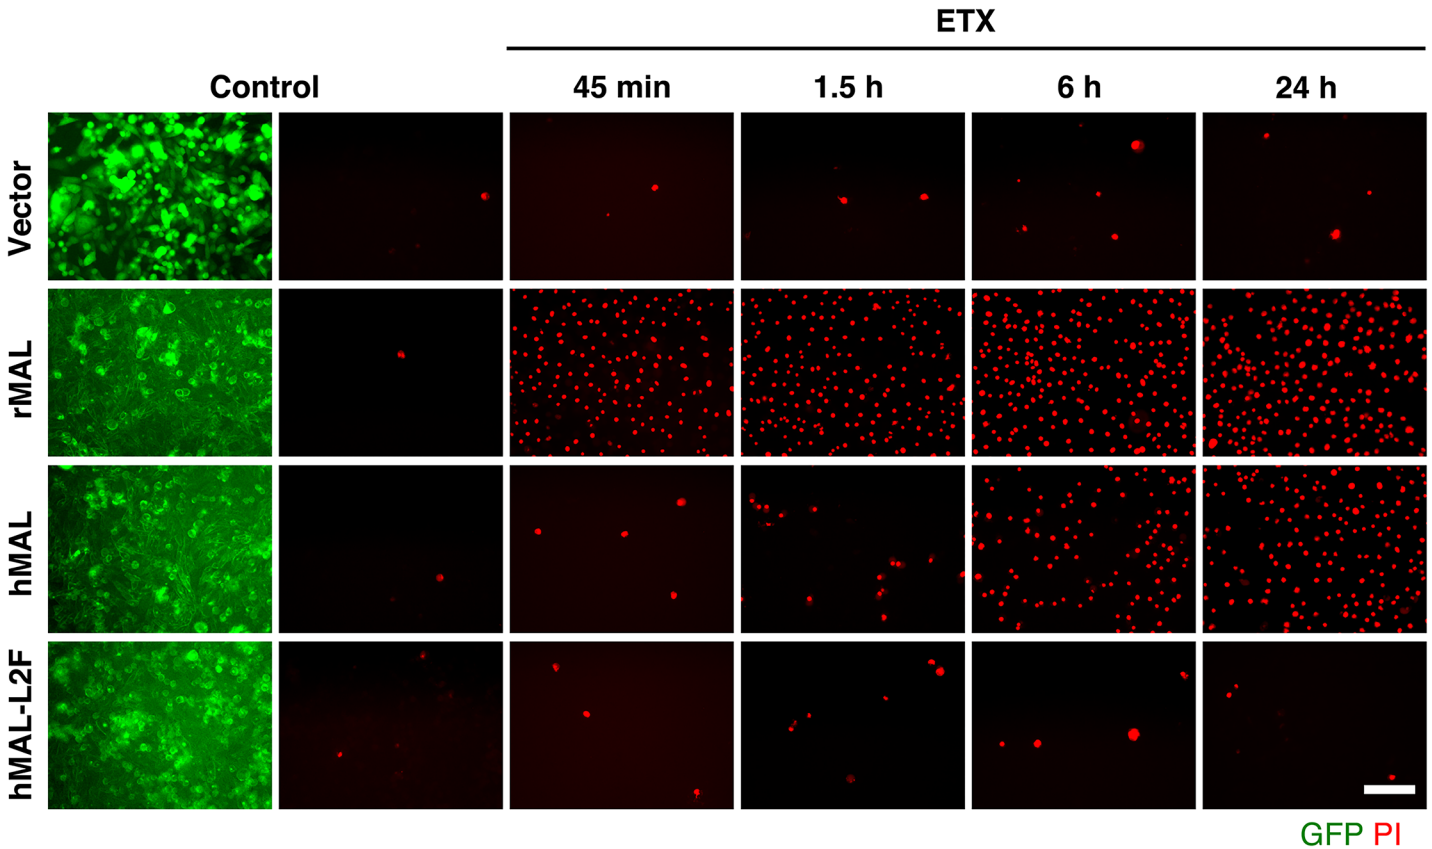 ETX
Control 45 min 1.5 h 6 h 24 h
Vector
rMAL
hMAL
hMAL-L2F
GFP PI